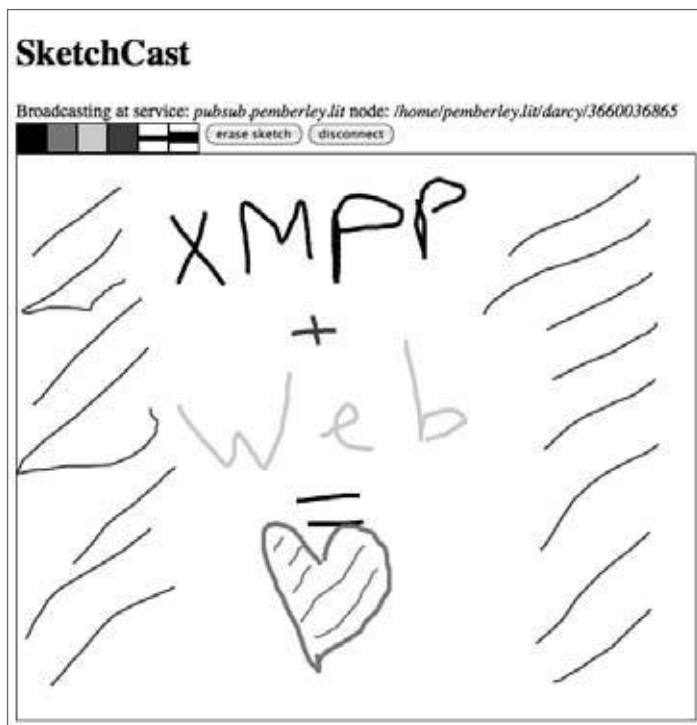 SketchCast
Broadcasting at service: pubsub.pemberley.lit node: /home/pemberley.lit/darcy/3660036865
erase sketch disconnect
XMPP
+
Web
=